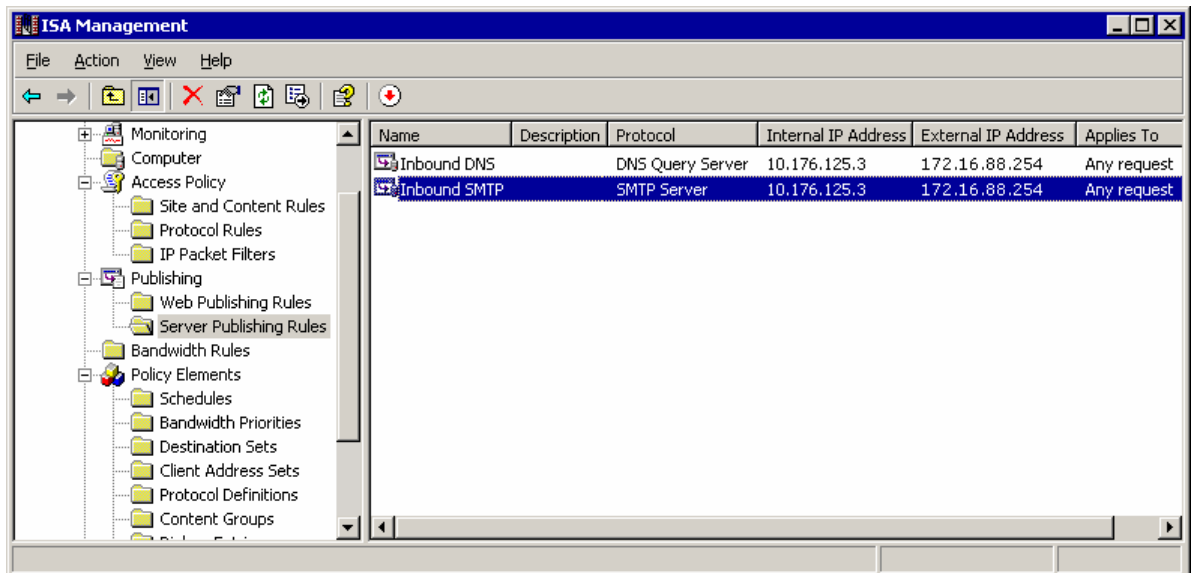 ISA Management
File Action View Help
Monitoring
Computer
Access Policy
Site and Content Rules
Protocol Rules
IP Packet Filters
Publishing
Web Publishing Rules
Server Publishing Rules
Bandwidth Rules
Policy Elements
Schedules
Bandwidth Priorities
Destination Sets
Client Address Sets
Protocol Definitions
Content Groups
Name Description Protocol Internal IP Address External IP Address Applies To
Inbound DNS DNS Query Server 10.176.125.3 172.16.88.254 Any request
Inbound SMTP SMTP Server 10.176.125.3 172.16.88.254 Any request